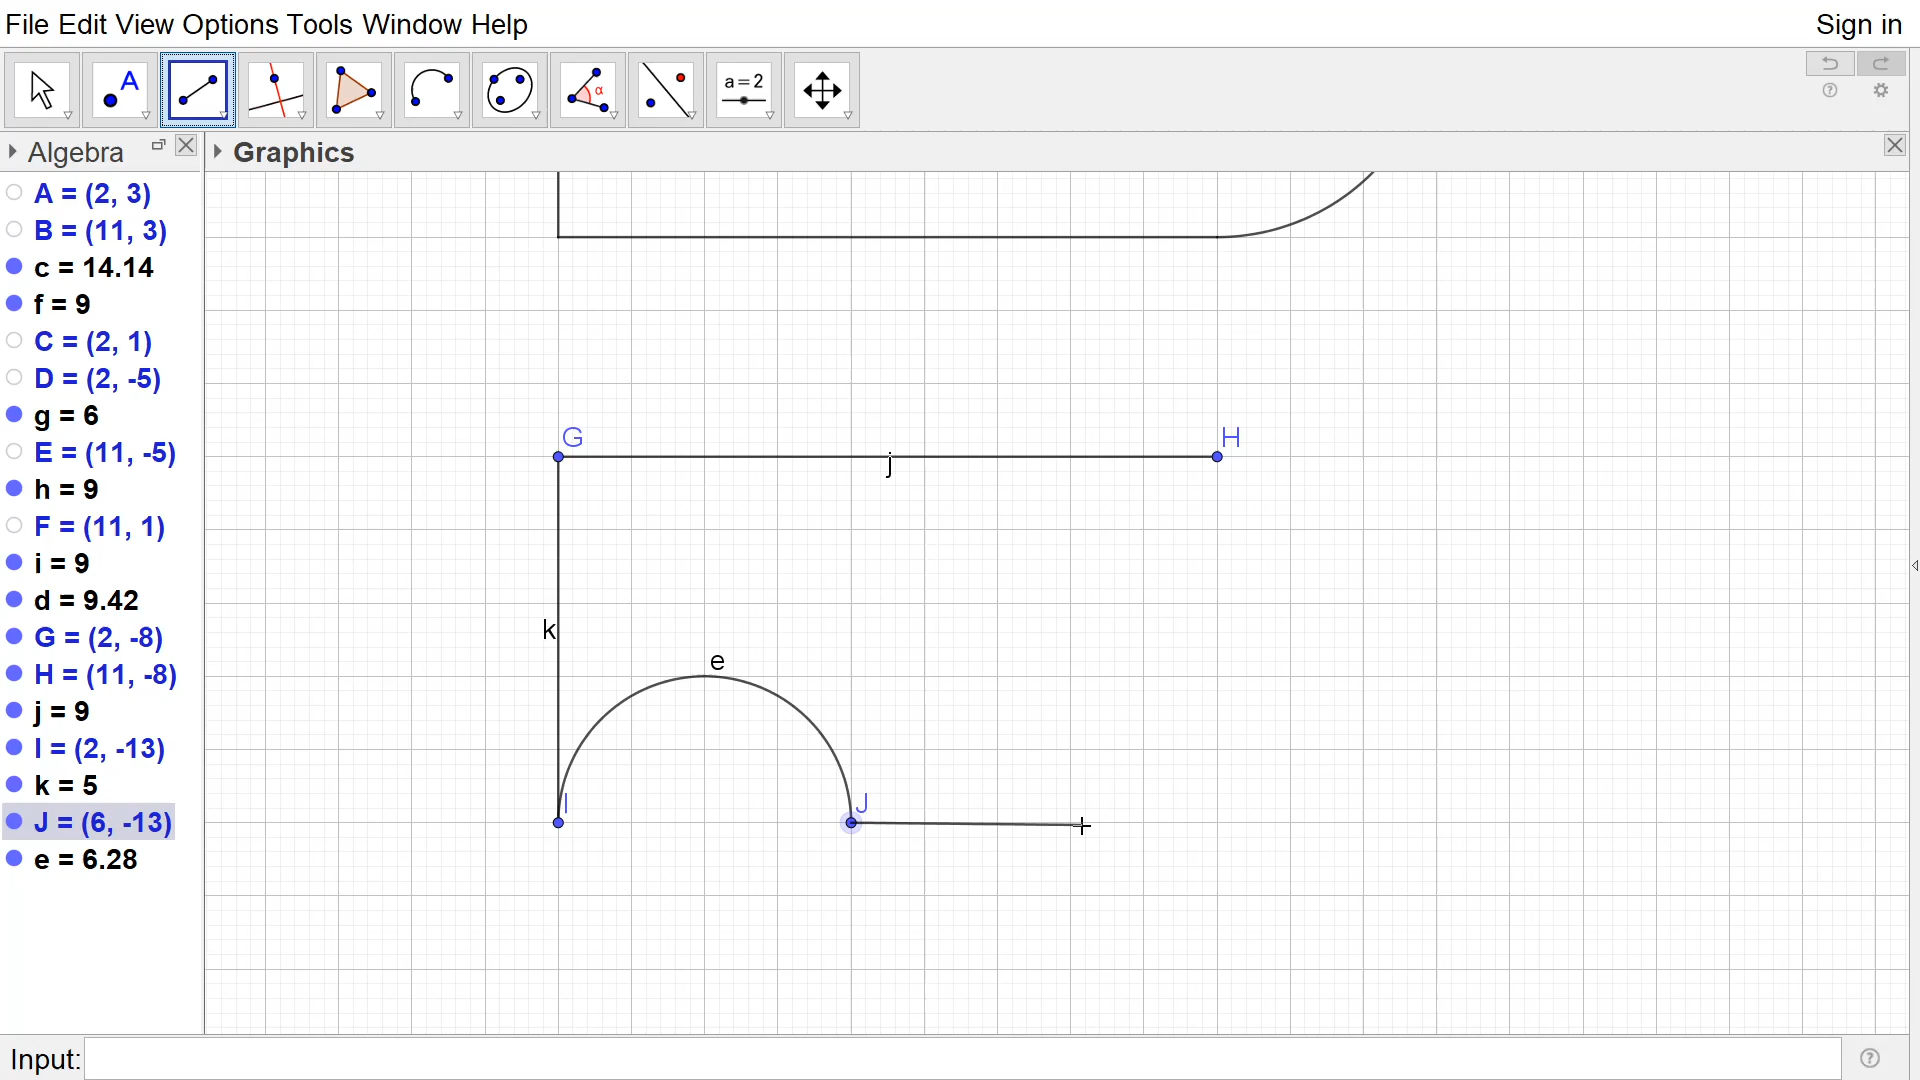 File Edit View Options Tools Window Help
Sign in
A
α
a=2
Algebra
Graphics
A = (2, 3)
B = (11, 3)
c = 14.14
f = 9
C = (2, 1)
D = (2, -5)
g = 6
E = (11, -5)
h = 9
F = (11, 1)
i = 9
d = 9.42
G = (2, -8)
H = (11, -8)
j = 9
I = (2, -13)
k = 5
J = (6, -13)
e = 6.28
G
H
j
k
e
I
J
Input: